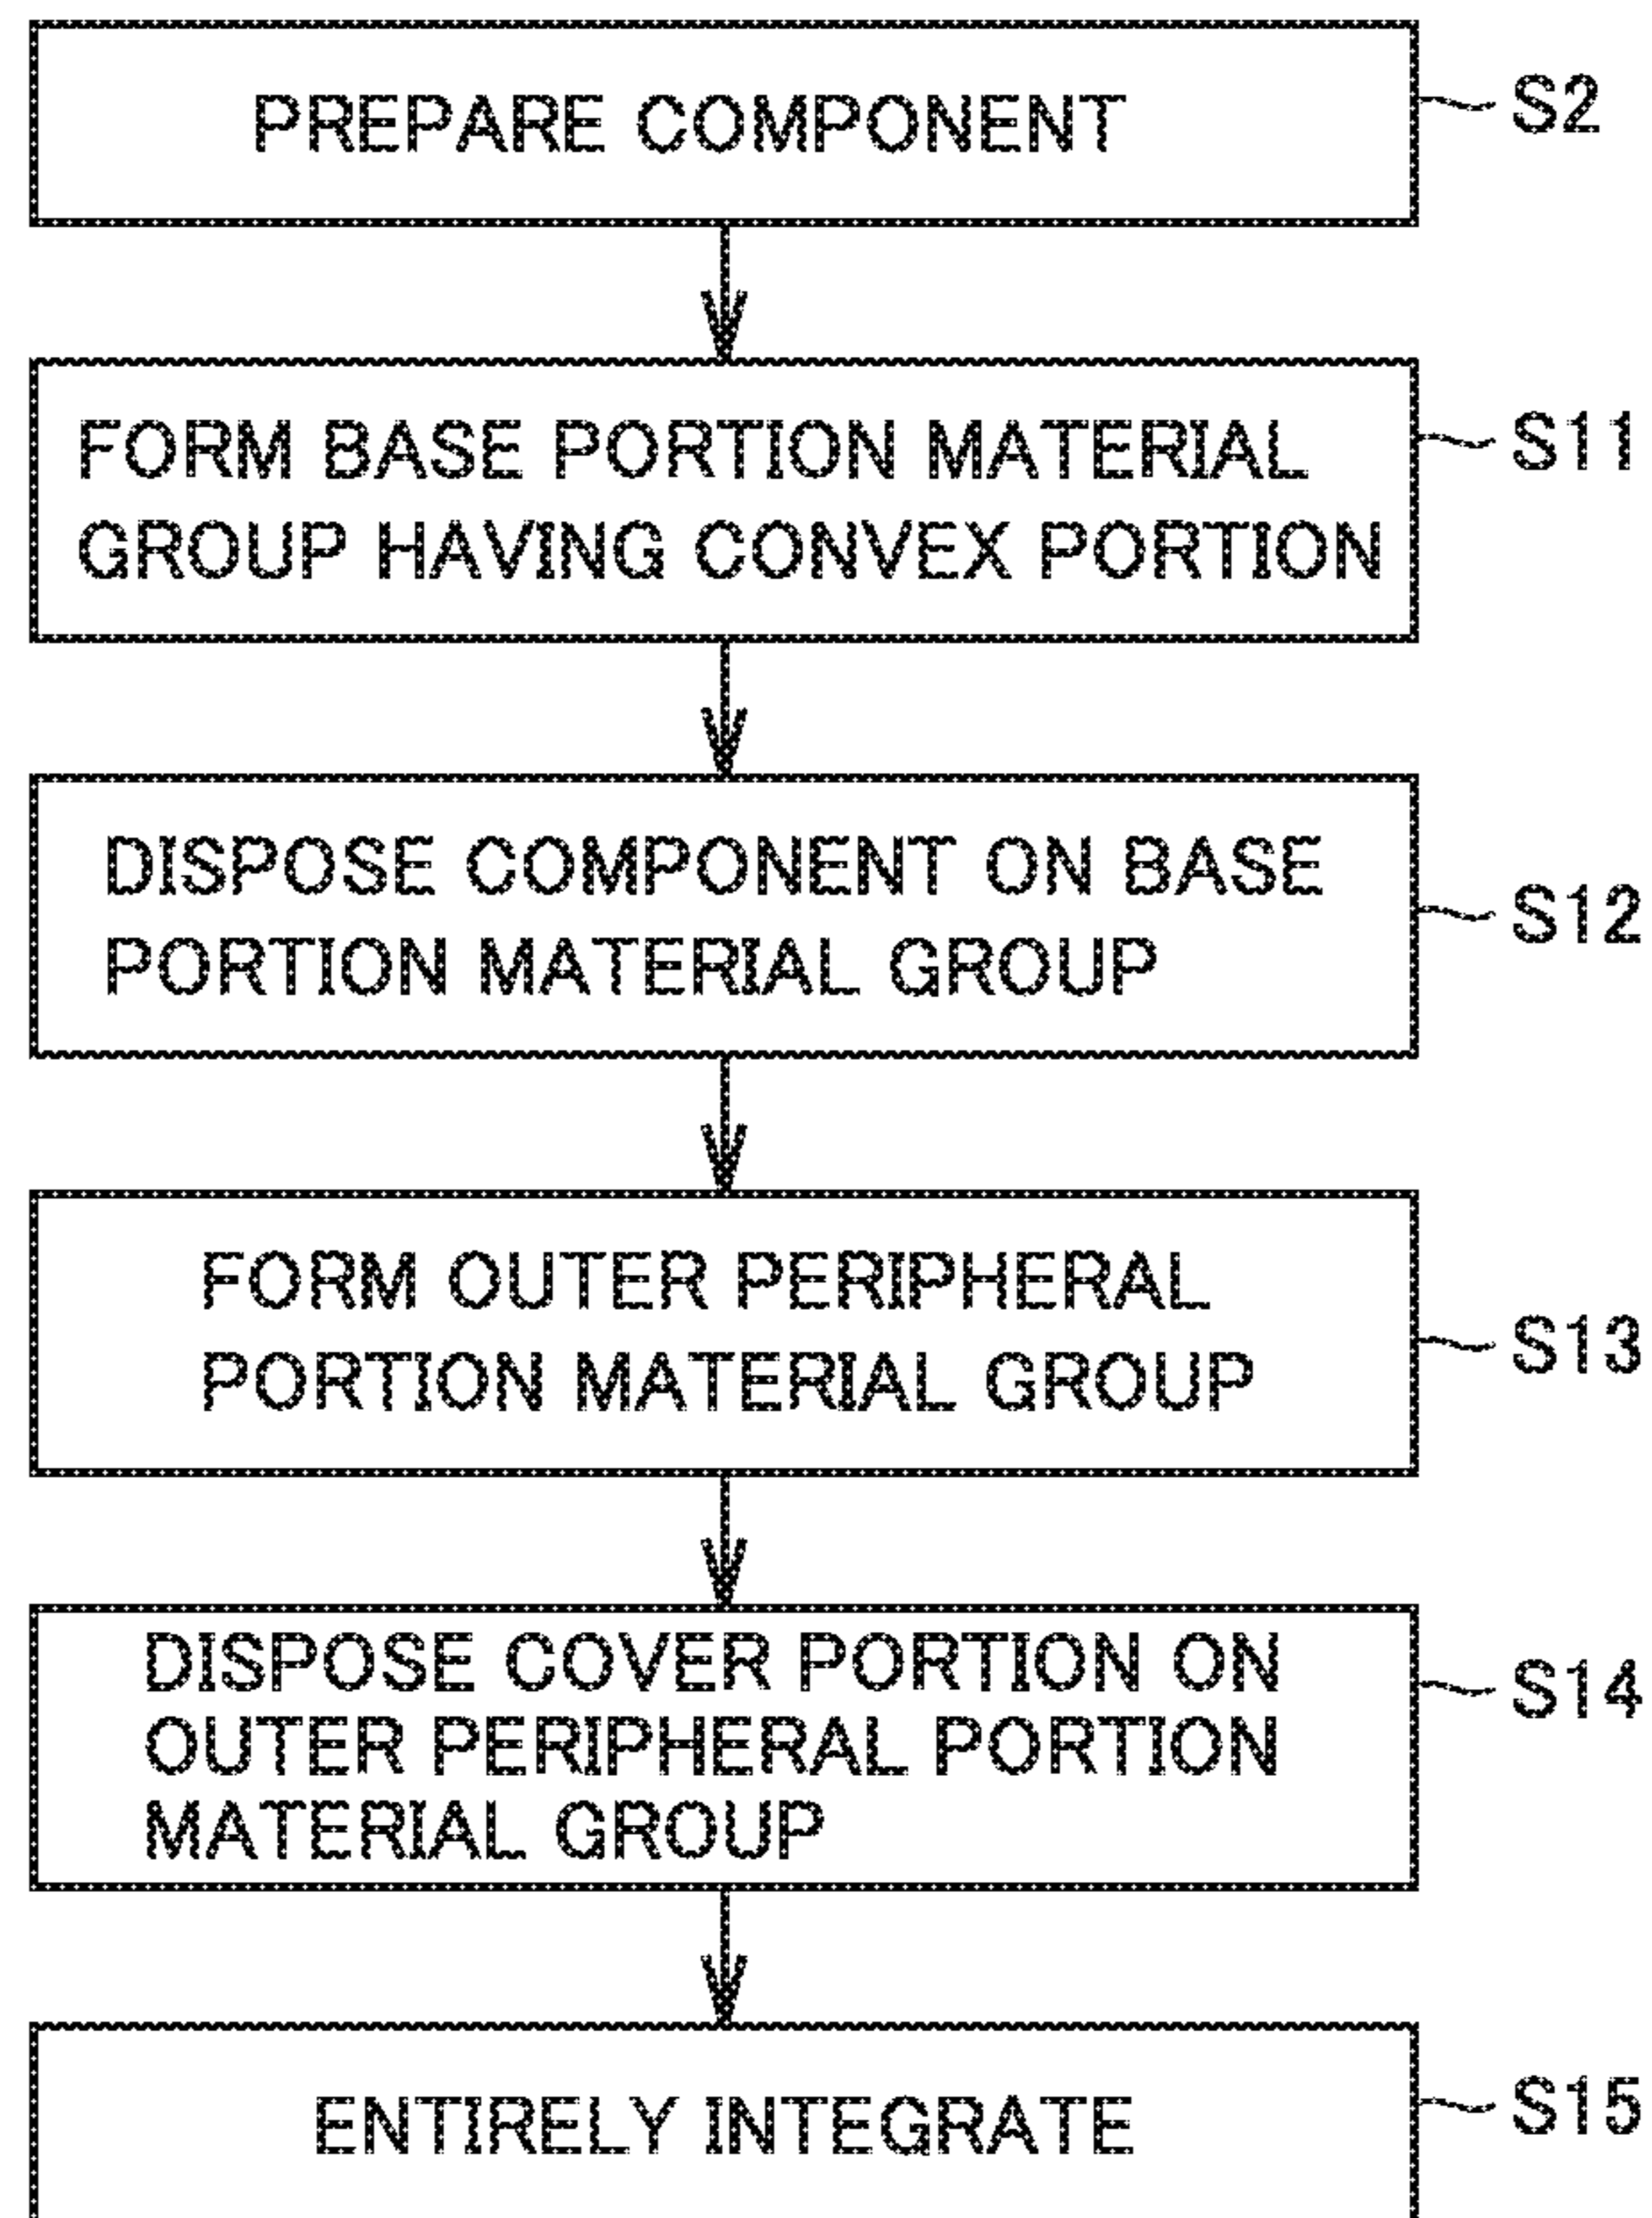 PREPARE COMPONENT
S2
FORM BASE PORTION MATERIAL
GROUP HAVING CONVEX PORTION
S11
DISPOSE COMPONENT ON BASE
PORTION MATERIAL GROUP
S12
FORM OUTER PERIPHERAL
PORTION MATERIAL GROUP
S13
DISPOSE COVER PORTION ON
OUTER PERIPHERAL PORTION
MATERIAL GROUP
S14
ENTIRELY INTEGRATE
S15